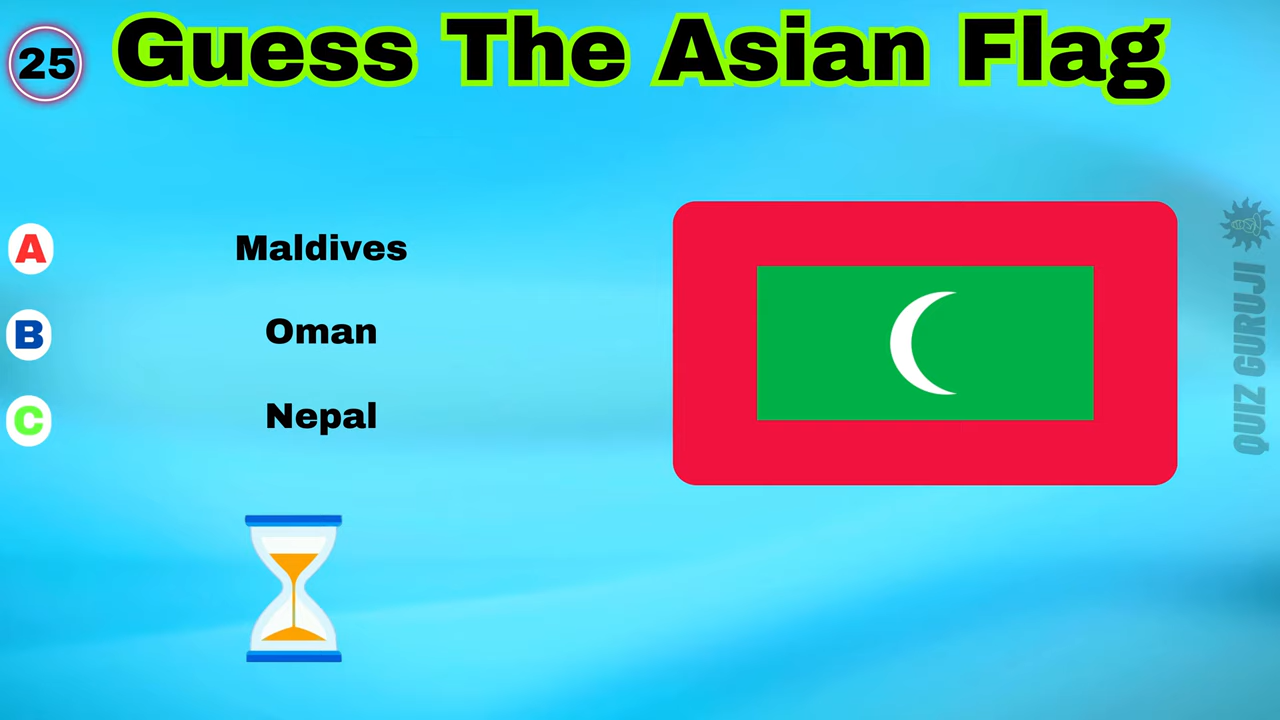 25
Guess The Asian Flag
A
Maldives
B
Oman
C
Nepal
QUIZ GURUJI